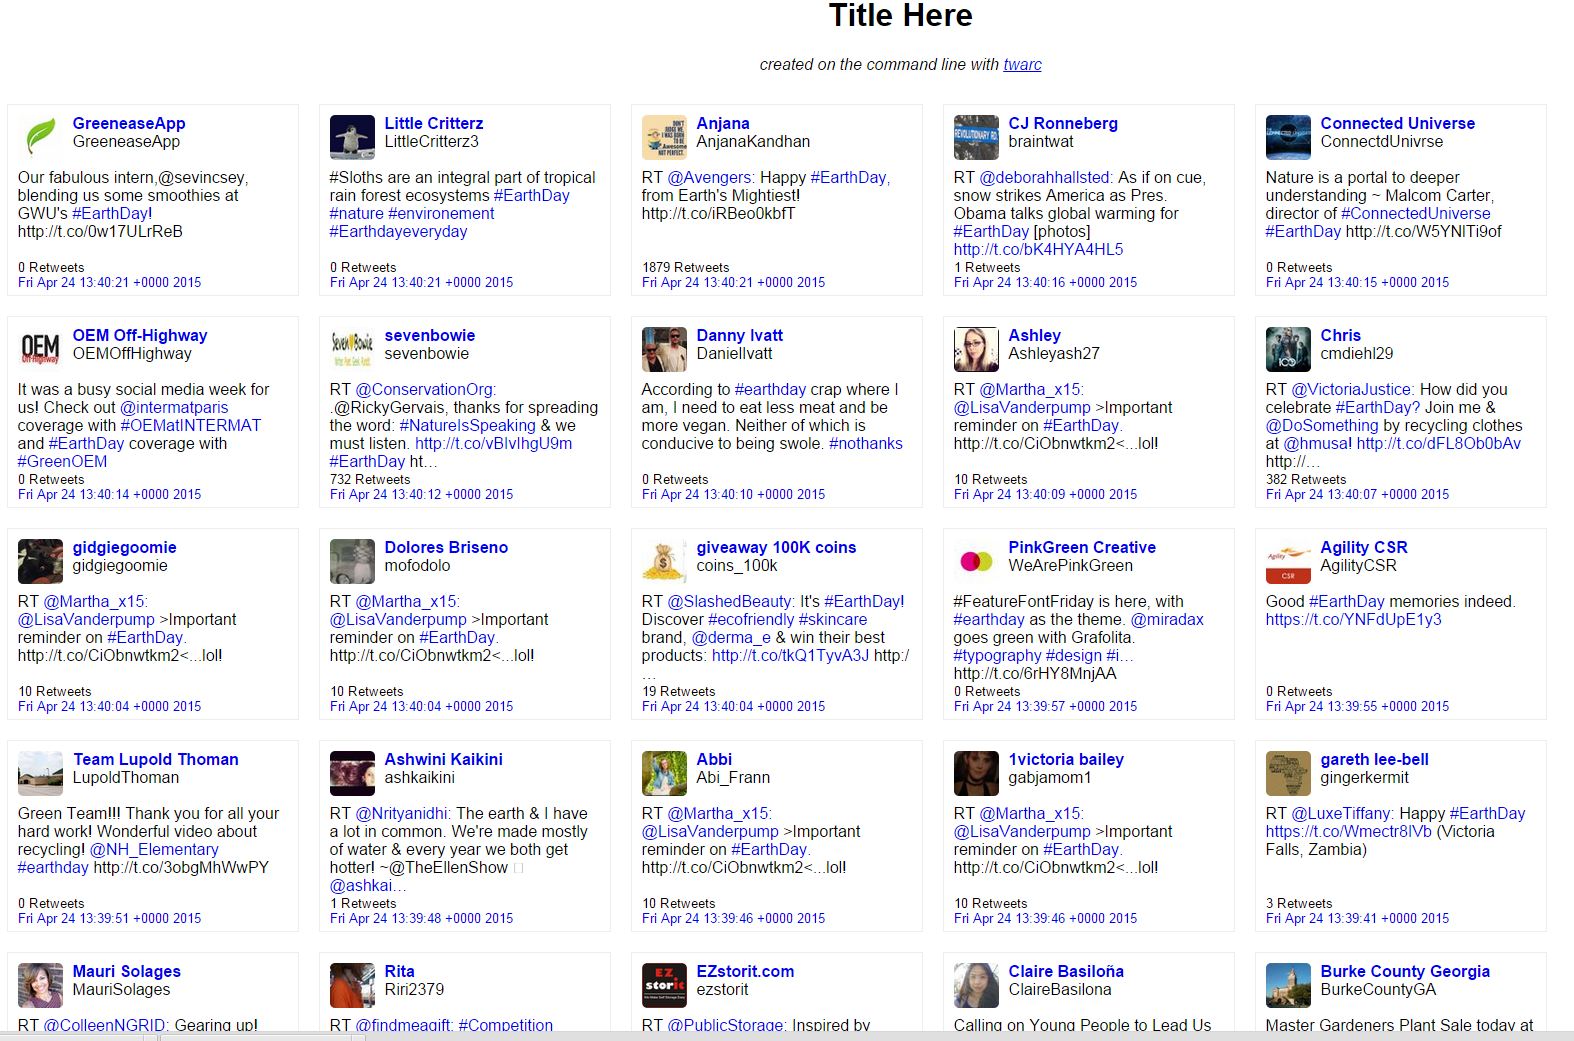 Title Here
created on the command line with twarc
GreeneaseApp
GreeneaseApp
Our fabulous intern,@sevincsey,
blending us some smoothies at
GWU's #EarthDay!
http://t.co/0w17ULrReB
0 Retweets
Fri Apr 24 13:40:21 +0000 2015
Little Critterz
LittleCritterz3
#Sloths are an integral part of tropical
rain forest ecosystems #EarthDay
#nature #environement
#Earthdayeveryday
0 Retweets
Fri Apr 24 13:40:21 +0000 2015
DON'T
JUDGE ME,
I WAS BORN
TO BE
Awesome
NOT PERFECT.
Anjana
AnjanaKandhan
RT @Avengers: Happy #EarthDay,
from Earth's Mightiest!
http://t.co/iRBeo0kbfT
1879 Retweets
Fri Apr 24 13:40:21 +0000 2015
REVOLUTIONARY RD.
CJ Ronneberg
braintwat
RT @deborahhallsted: As if on cue,
snow strikes America as Pres.
Obama talks global warming for
#EarthDay [photos]
http://t.co/bK4HYA4HL5
1 Retweets
Fri Apr 24 13:40:16 +0000 2015
Connected Universe
ConnectdUnivrse
Nature is a portal to deeper
understanding ~ Malcom Carter,
director of #ConnectedUniverse
#EarthDay http://t.co/W5YNlTi9of
0 Retweets
Fri Apr 24 13:40:15 +0000 2015
OEM
Off-Highway
OEM Off-Highway
OEMOffHighway
It was a busy social media week for
us! Check out @intermatparis
coverage with #OEMatINTERMAT
and #EarthDay coverage with
#GreenOEM
0 Retweets
Fri Apr 24 13:40:14 +0000 2015
Seven Bowie
sevenbowie
sevenbowie
RT @ConservationOrg:
.@RickyGervais, thanks for spreading
the word: #NatureIsSpeaking & we
must listen. http://t.co/vBIvIhgU9m
#EarthDay ht…
732 Retweets
Fri Apr 24 13:40:12 +0000 2015
Danny Ivatt
DanielIvatt
According to #earthday crap where I
am, I need to eat less meat and be
more vegan. Neither of which is
conducive to being swole. #nothanks
0 Retweets
Fri Apr 24 13:40:10 +0000 2015
Ashley
Ashleyash27
RT @Martha_x15:
@LisaVanderpump >Important
reminder on #EarthDay.
http://t.co/CiObnwtkm2<...lol!
10 Retweets
Fri Apr 24 13:40:09 +0000 2015
100
Chris
cmdiehl29
RT @VictoriaJustice: How did you
celebrate #EarthDay? Join me &
@DoSomething by recycling clothes
at @hmusa! http://t.co/dFL8Ob0bAv
http://…
382 Retweets
Fri Apr 24 13:40:07 +0000 2015
gidgiegoomie
gidgiegoomie
RT @Martha_x15:
@LisaVanderpump >Important
reminder on #EarthDay.
http://t.co/CiObnwtkm2<...lol!
10 Retweets
Fri Apr 24 13:40:04 +0000 2015
Dolores Briseno
mofodolo
RT @Martha_x15:
@LisaVanderpump >Important
reminder on #EarthDay.
http://t.co/CiObnwtkm2<...lol!
10 Retweets
Fri Apr 24 13:40:04 +0000 2015
$
giveaway 100K coins
coins_100k
RT @SlashedBeauty: It's #EarthDay!
Discover #ecofriendly #skincare
brand, @derma_e & win their best
products: http://t.co/tkQ1TyvA3J http:/
…
19 Retweets
Fri Apr 24 13:40:04 +0000 2015
PinkGreen Creative
WeArePinkGreen
#FeatureFontFriday is here, with
#earthday as the theme. @miradax
goes green with Grafolita.
#typography #design #i…
http://t.co/6rHY8MnjAA
0 Retweets
Fri Apr 24 13:39:57 +0000 2015
Agility
CSR
Agility CSR
AgilityCSR
Good #EarthDay memories indeed.
https://t.co/YNFdUpE1y3
0 Retweets
Fri Apr 24 13:39:55 +0000 2015
Team Lupold Thoman
LupoldThoman
Green Team!!! Thank you for all your
hard work! Wonderful video about
recycling! @NH_Elementary
#earthday http://t.co/3obgMhWwPY
0 Retweets
Fri Apr 24 13:39:51 +0000 2015
Ashwini Kaikini
ashkaikini
RT @Nrityanidhi: The earth & I have
a lot in common. We're made mostly
of water & every year we both get
hotter! ~@TheEllenShow
@ashkai…
1 Retweets
Fri Apr 24 13:39:48 +0000 2015
Abbi
Abi_Frann
RT @Martha_x15:
@LisaVanderpump >Important
reminder on #EarthDay.
http://t.co/CiObnwtkm2<...lol!
10 Retweets
Fri Apr 24 13:39:46 +0000 2015
1victoria bailey
gabjamom1
RT @Martha_x15:
@LisaVanderpump >Important
reminder on #EarthDay.
http://t.co/CiObnwtkm2<...lol!
10 Retweets
Fri Apr 24 13:39:46 +0000 2015
gareth lee-bell
gingerkermit
RT @LuxeTiffany: Happy #EarthDay
https://t.co/Wmectr8lVb (Victoria
Falls, Zambia)
3 Retweets
Fri Apr 24 13:39:41 +0000 2015
Mauri Solages
MauriSolages
RT @ColleenNGRID: Gearing up!
Rita
Riri2379
RT @findmeagift: #Competition
EZ
storit
EZstorit.com
ezstorit
RT @PublicStorage: Inspired by
Claire Basiloña
ClaireBasilona
Calling on Young People to Lead Us
Burke County Georgia
BurkeCountyGA
Master Gardeners Plant Sale today at